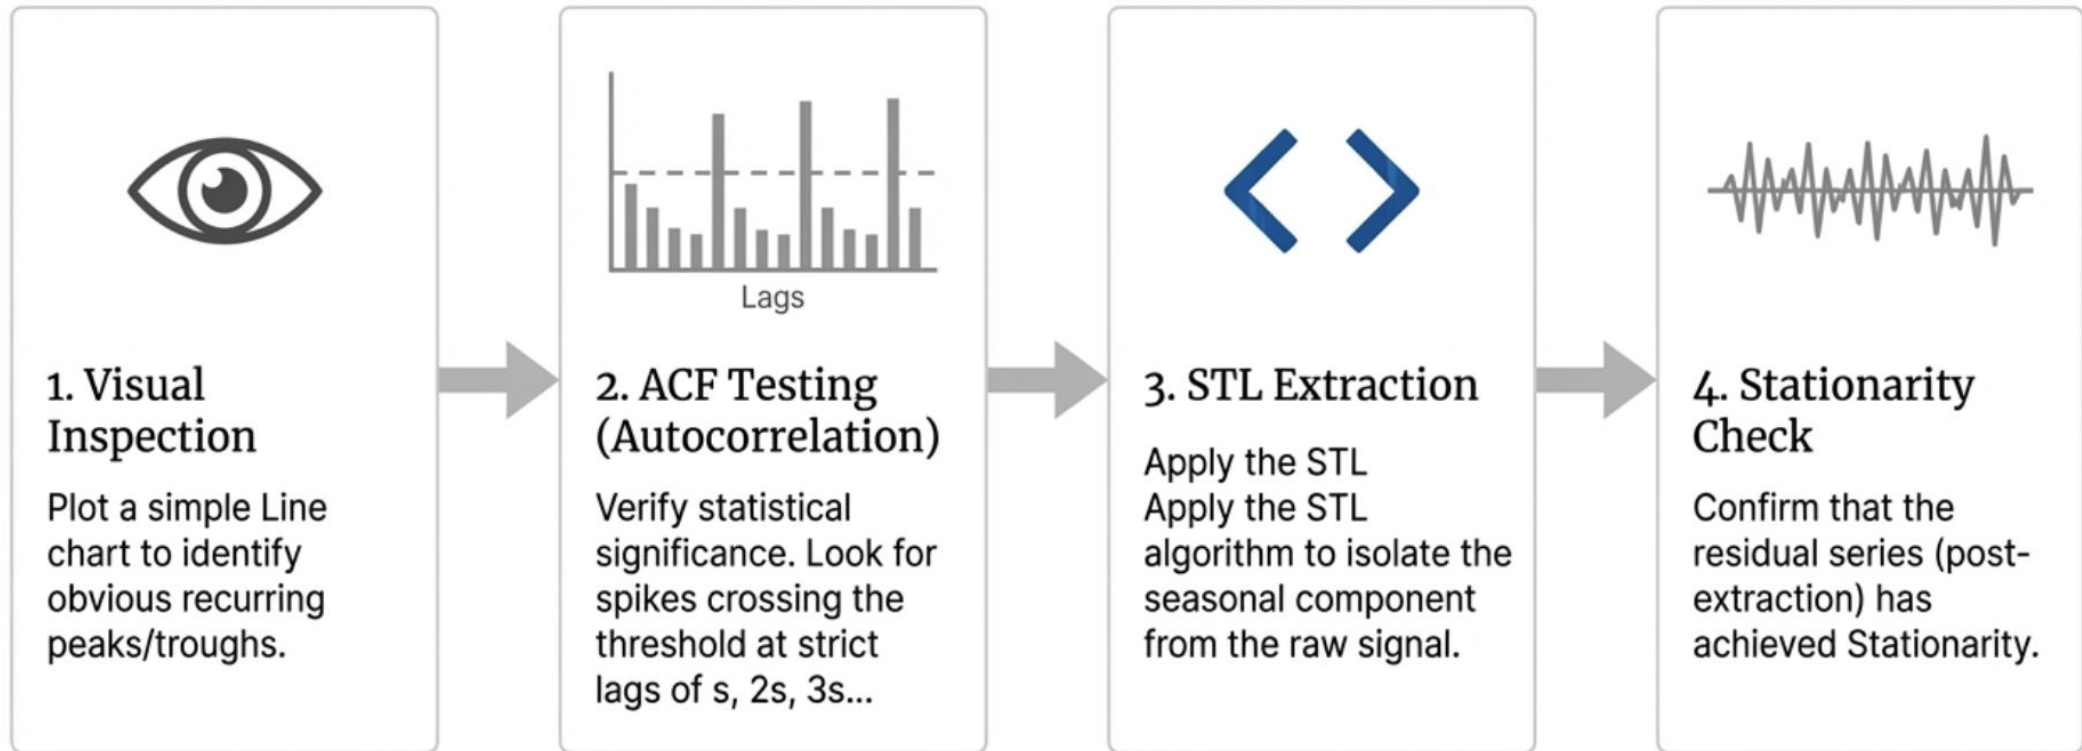 Lags
1. Visual
Inspection
Plot a simple Line
chart to identify
obvious recurring
peaks/troughs.
2. ACF Testing
(Autocorrelation)
Verify statistical
significance. Look for
spikes crossing the
threshold at strict
lags of s, 2s, 3s...
3. STL Extraction
Apply the STL
Apply the STL
algorithm to isolate the
seasonal component
from the raw signal.
4. Stationarity
Check
Confirm that the
residual series (post-
extraction) has
achieved Stationarity.